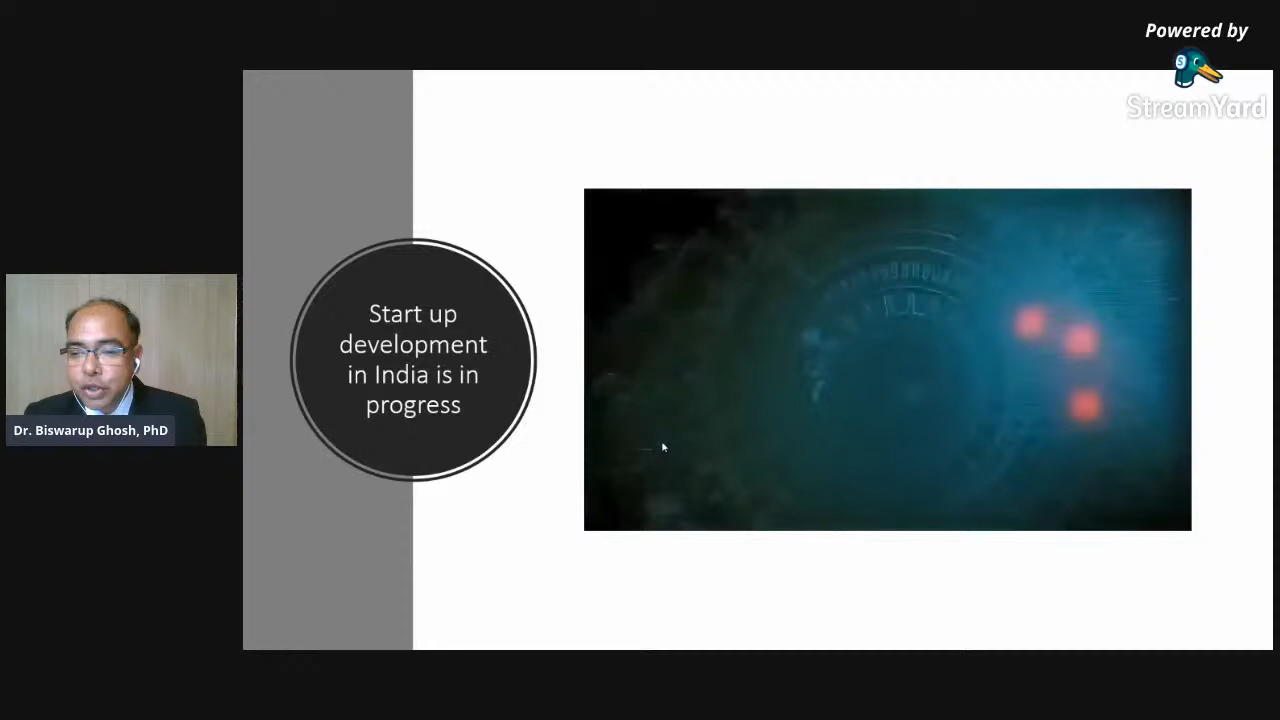 Powered by
StreamYard
Start up
development
in India is in
progress
Dr. Biswarup Ghosh, PhD